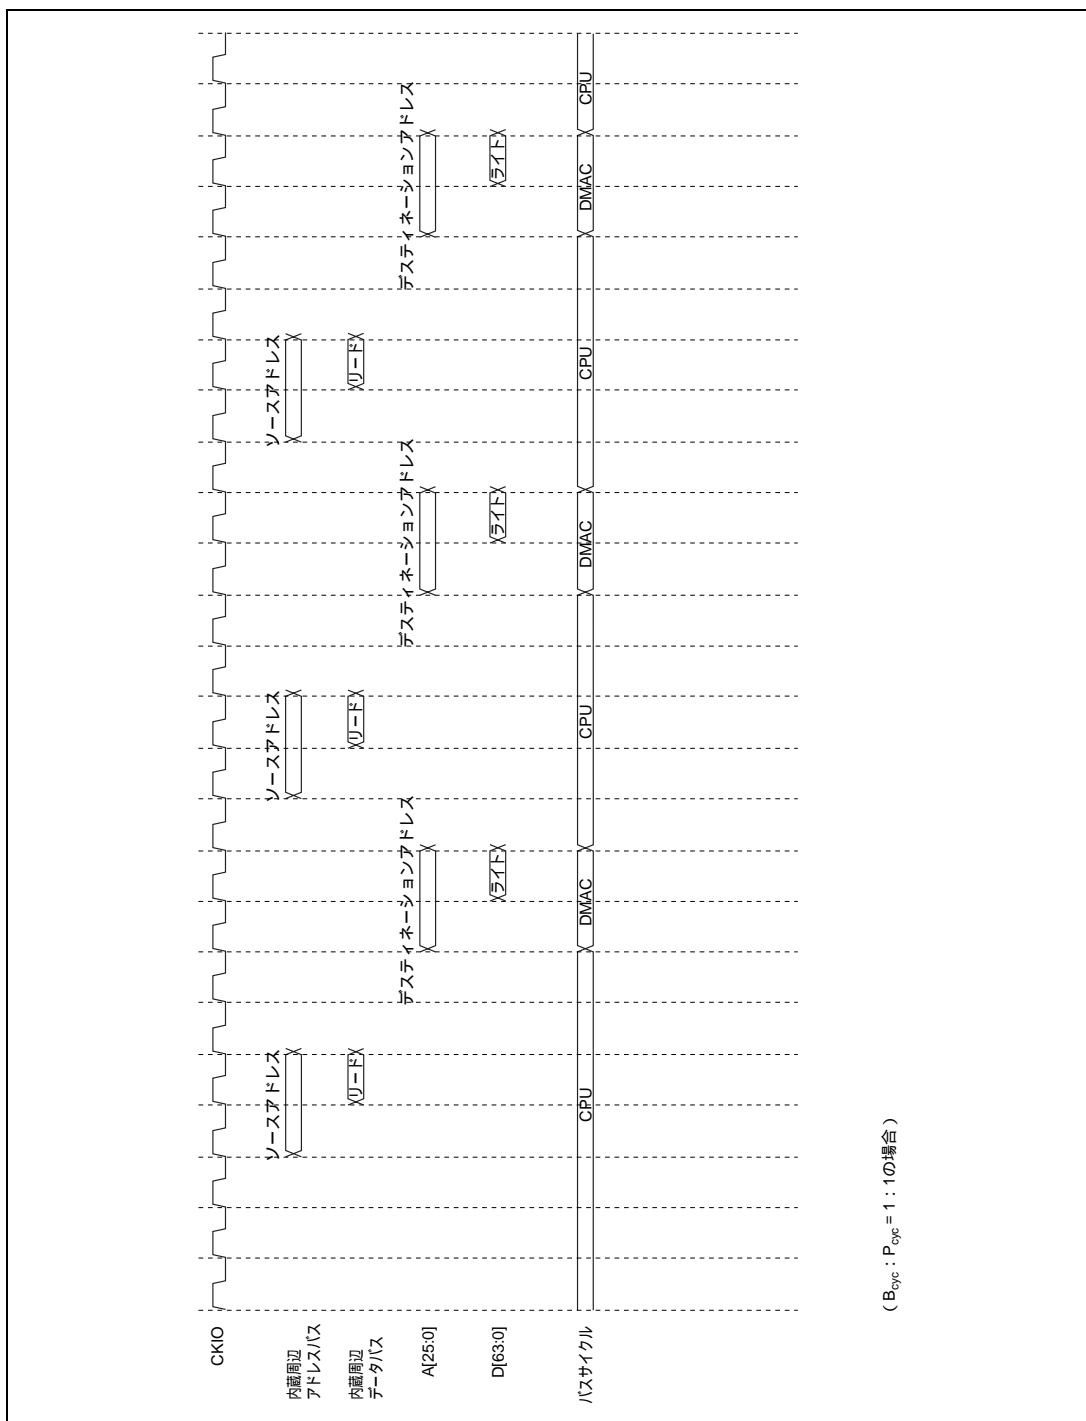 CKIO
内蔵周辺
アドレスバス
ソースアドレス
ソースアドレス
ソースアドレス
内蔵周辺
データバス
リード
リード
リード
A[25:0]
デスティネーションアドレス
デスティネーションアドレス
デスティネーションアドレス
D[63:0]
ライト
ライト
ライト
バスサイクル
CPU
DMAC
CPU
DMAC
CPU
DMAC
CPU
( Bcyc : Pcyc = 1 : 1の場合 )